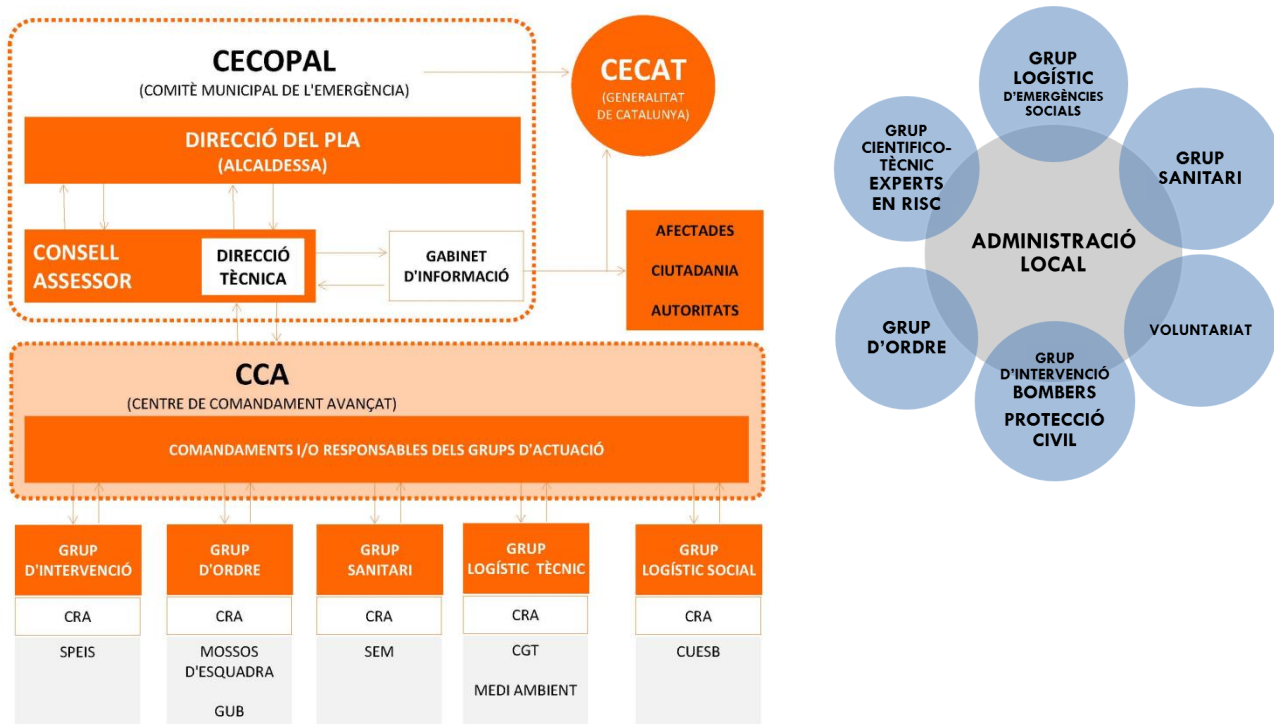 CECOPAL
(COMITÈ MUNICIPAL DE L'EMERGÈNCIA)
DIRECCIÓ DEL PLA
(ALCALDESSA)
CONSELL
ASSESSOR
DIRECCIÓ
TÈCNICA
GABINET
D'INFORMACIÓ
CECAT
(GENERALITAT
DE CATALUNYA)
AFECTADES
CIUTADANIA
AUTORITATS
CCA
(CENTRE DE COMANDAMENT AVANÇAT)
COMANDAMENTS I/O RESPONSABLES DELS GRUPS D'ACTUACIÓ
GRUP
D'INTERVENCIÓ
CRA
SPEIS
GRUP
D'ORDRE
CRA
MOSSOS
D'ESQUADRA
GUB
GRUP
SANITARI
CRA
SEM
GRUP
LOGÍSTIC TÈCNIC
CRA
CGT
MEDI AMBIENT
GRUP
LOGÍSTIC SOCIAL
CRA
CUESB
GRUP
LOGÍSTIC
D'EMERGÈNCIES
SOCIALS
GRUP
CIENTIFICO-
TÈCNIC
EXPERTS
EN RISC
GRUP
SANITARI
ADMINISTRACIÓ
LOCAL
GRUP
D'ORDRE
VOLUNTARIAT
GRUP
D'INTERVENCIÓ
BOMBERS
PROTECCIÓ
CIVIL